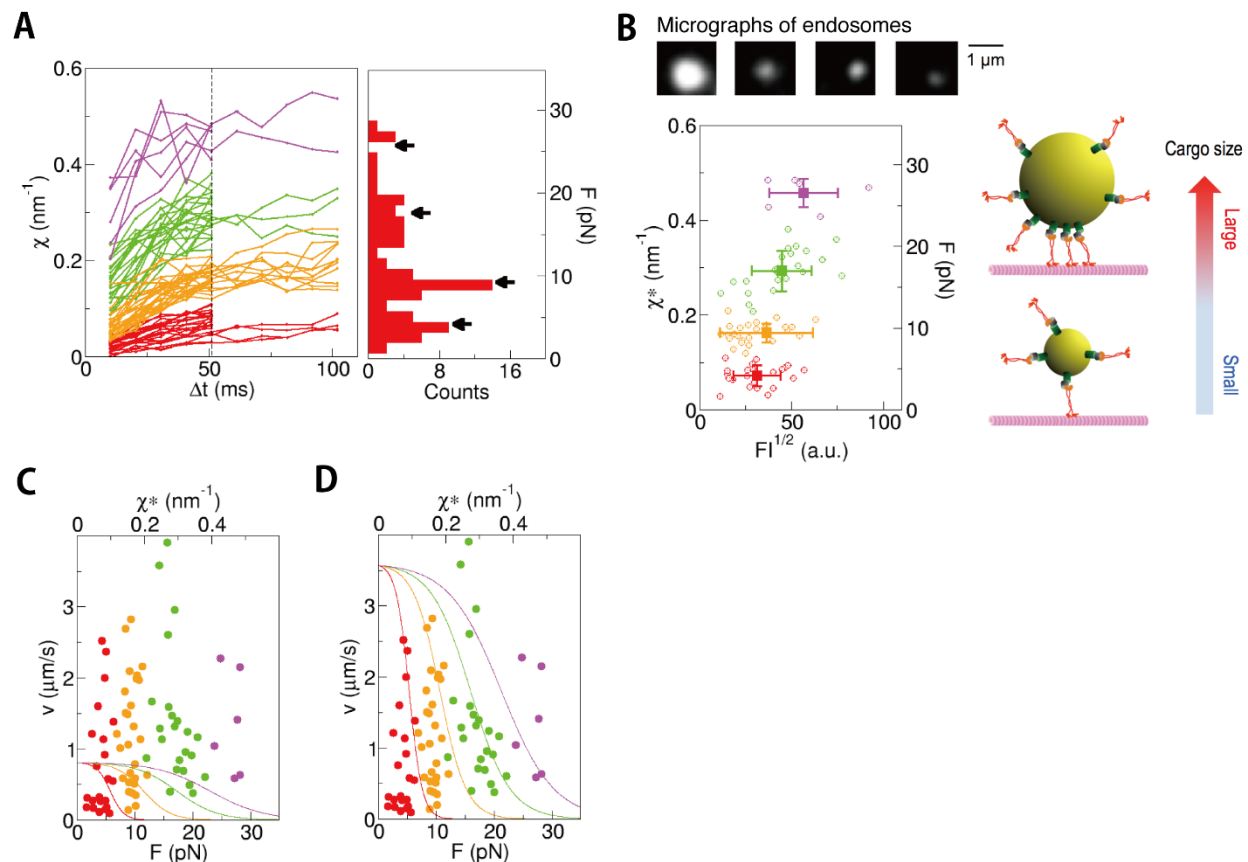 A
0.6
0.4
0.2
0
χ (nm⁻¹)
0
50
100
Δt (ms)
0
8
16
Counts
30
20
10
0
F (pN)
B
Micrographs of endosomes
1 μm
0.6
0.4
0.2
0
χ* (nm⁻¹)
0
50
100
FI^1/2 (a.u.)
30
20
10
0
F (pN)
Cargo size
Large
Small
C
χ* (nm⁻¹)
0
0.2
0.4
3
2
1
0
v (μm/s)
0
10
20
30
F (pN)
D
χ* (nm⁻¹)
0
0.2
0.4
3
2
1
0
v (μm/s)
0
10
20
30
F (pN)